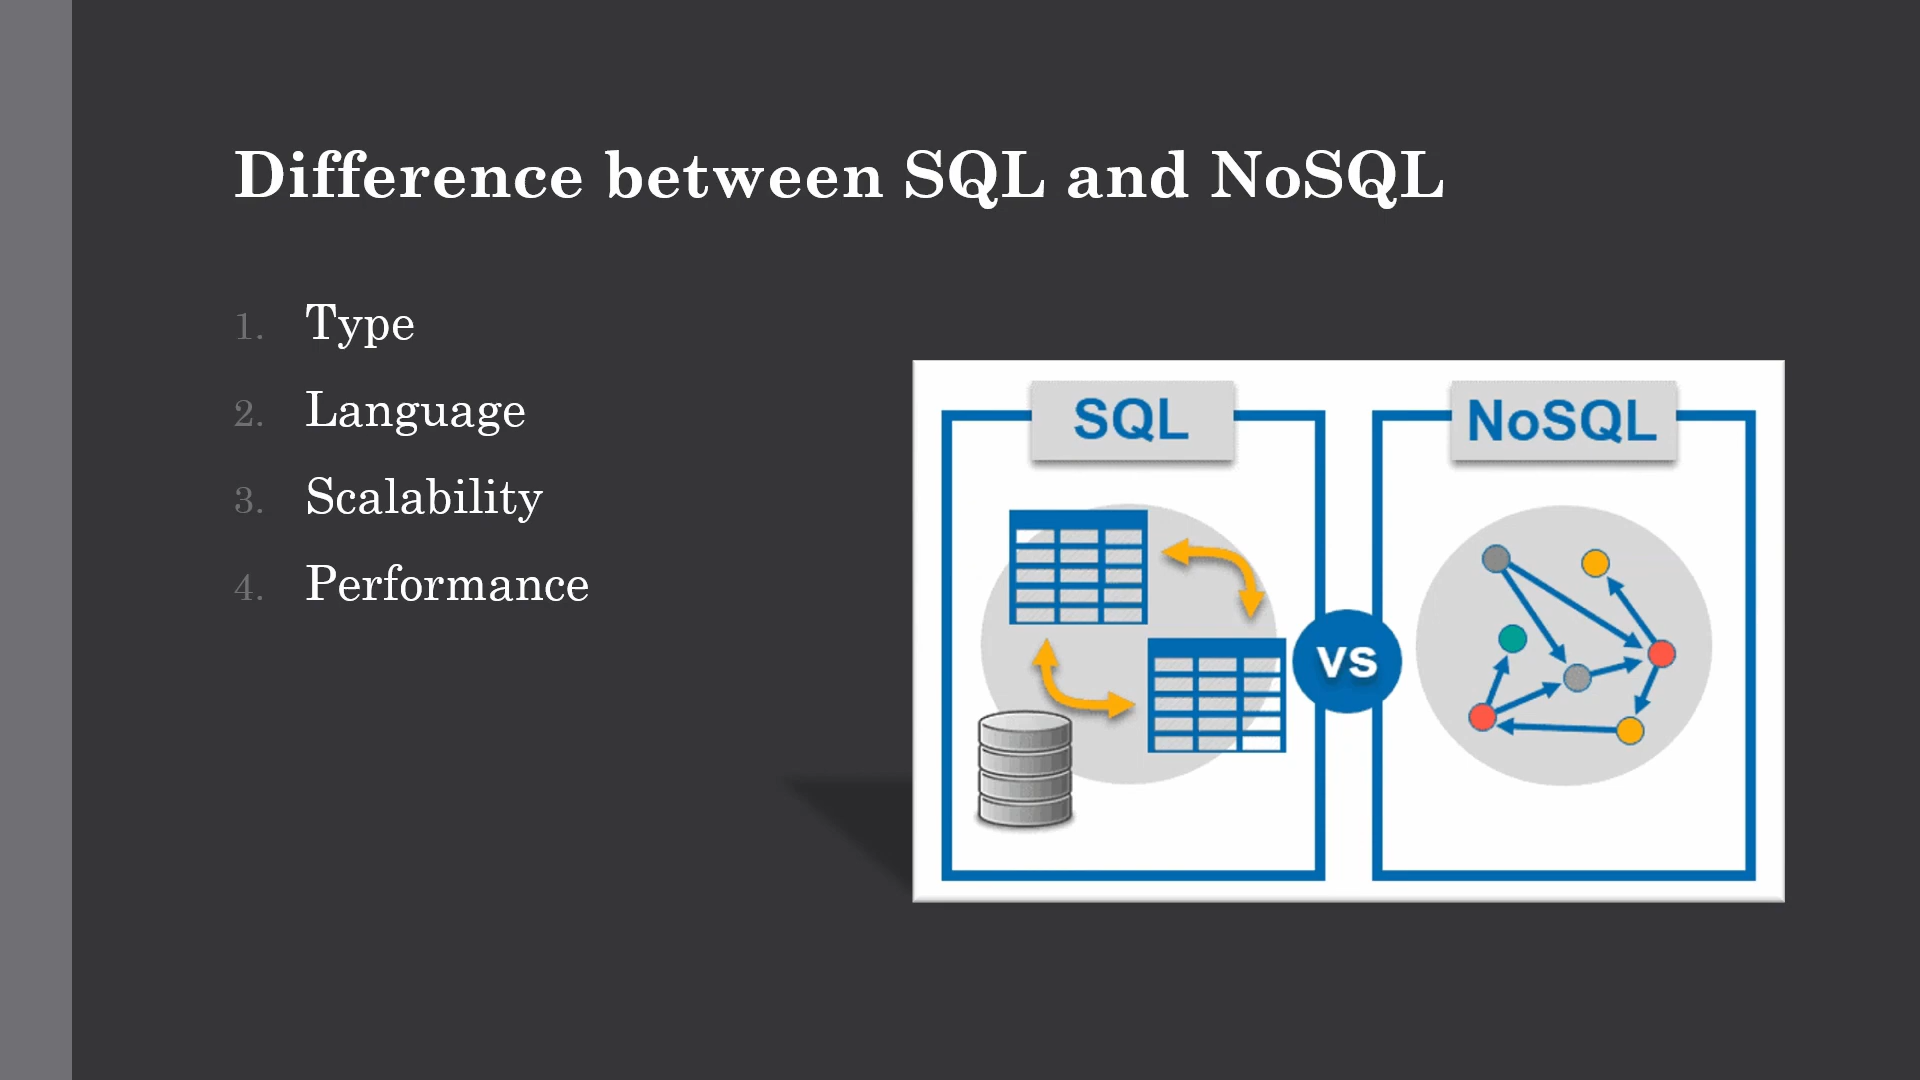 Difference between SQL and NoSQL
1. Type
2. Language
3. Scalability
4. Performance
SQL
NoSQL
VS